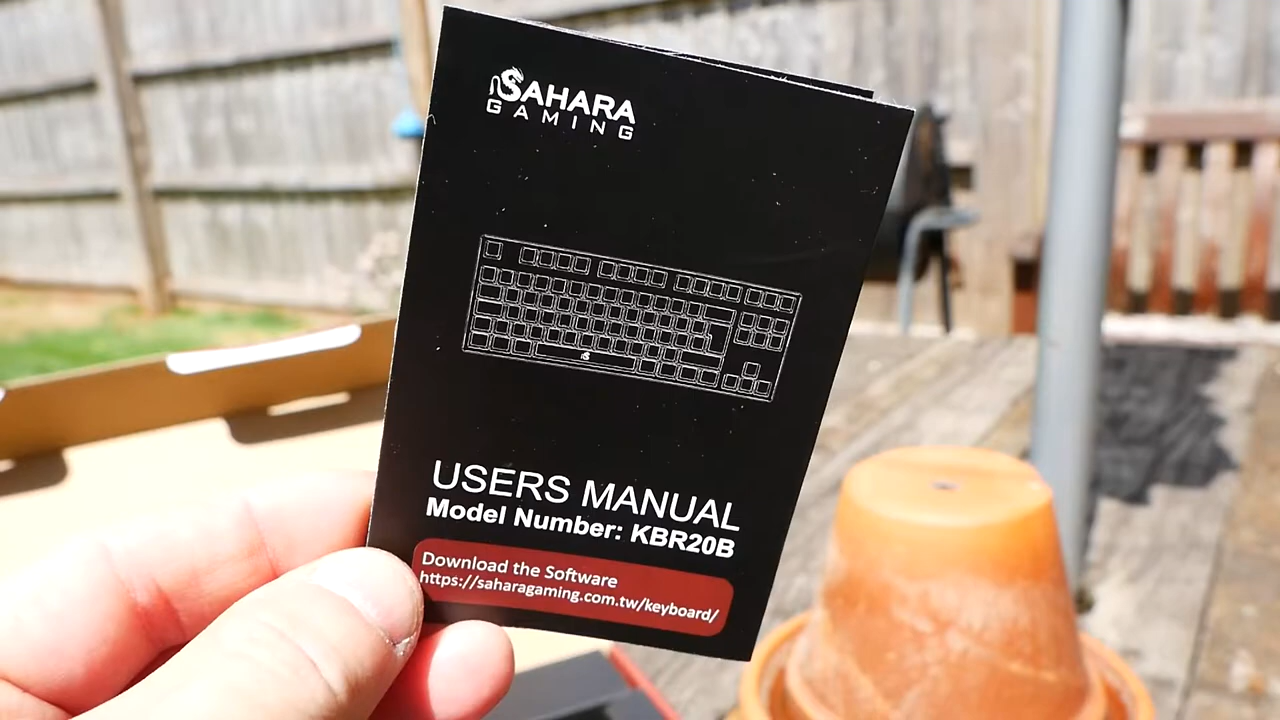 SAHARA
GAMING
USERS MANUAL
Model Number: KBR20B
Download the Software
https://saharagaming.com.tw/keyboard/